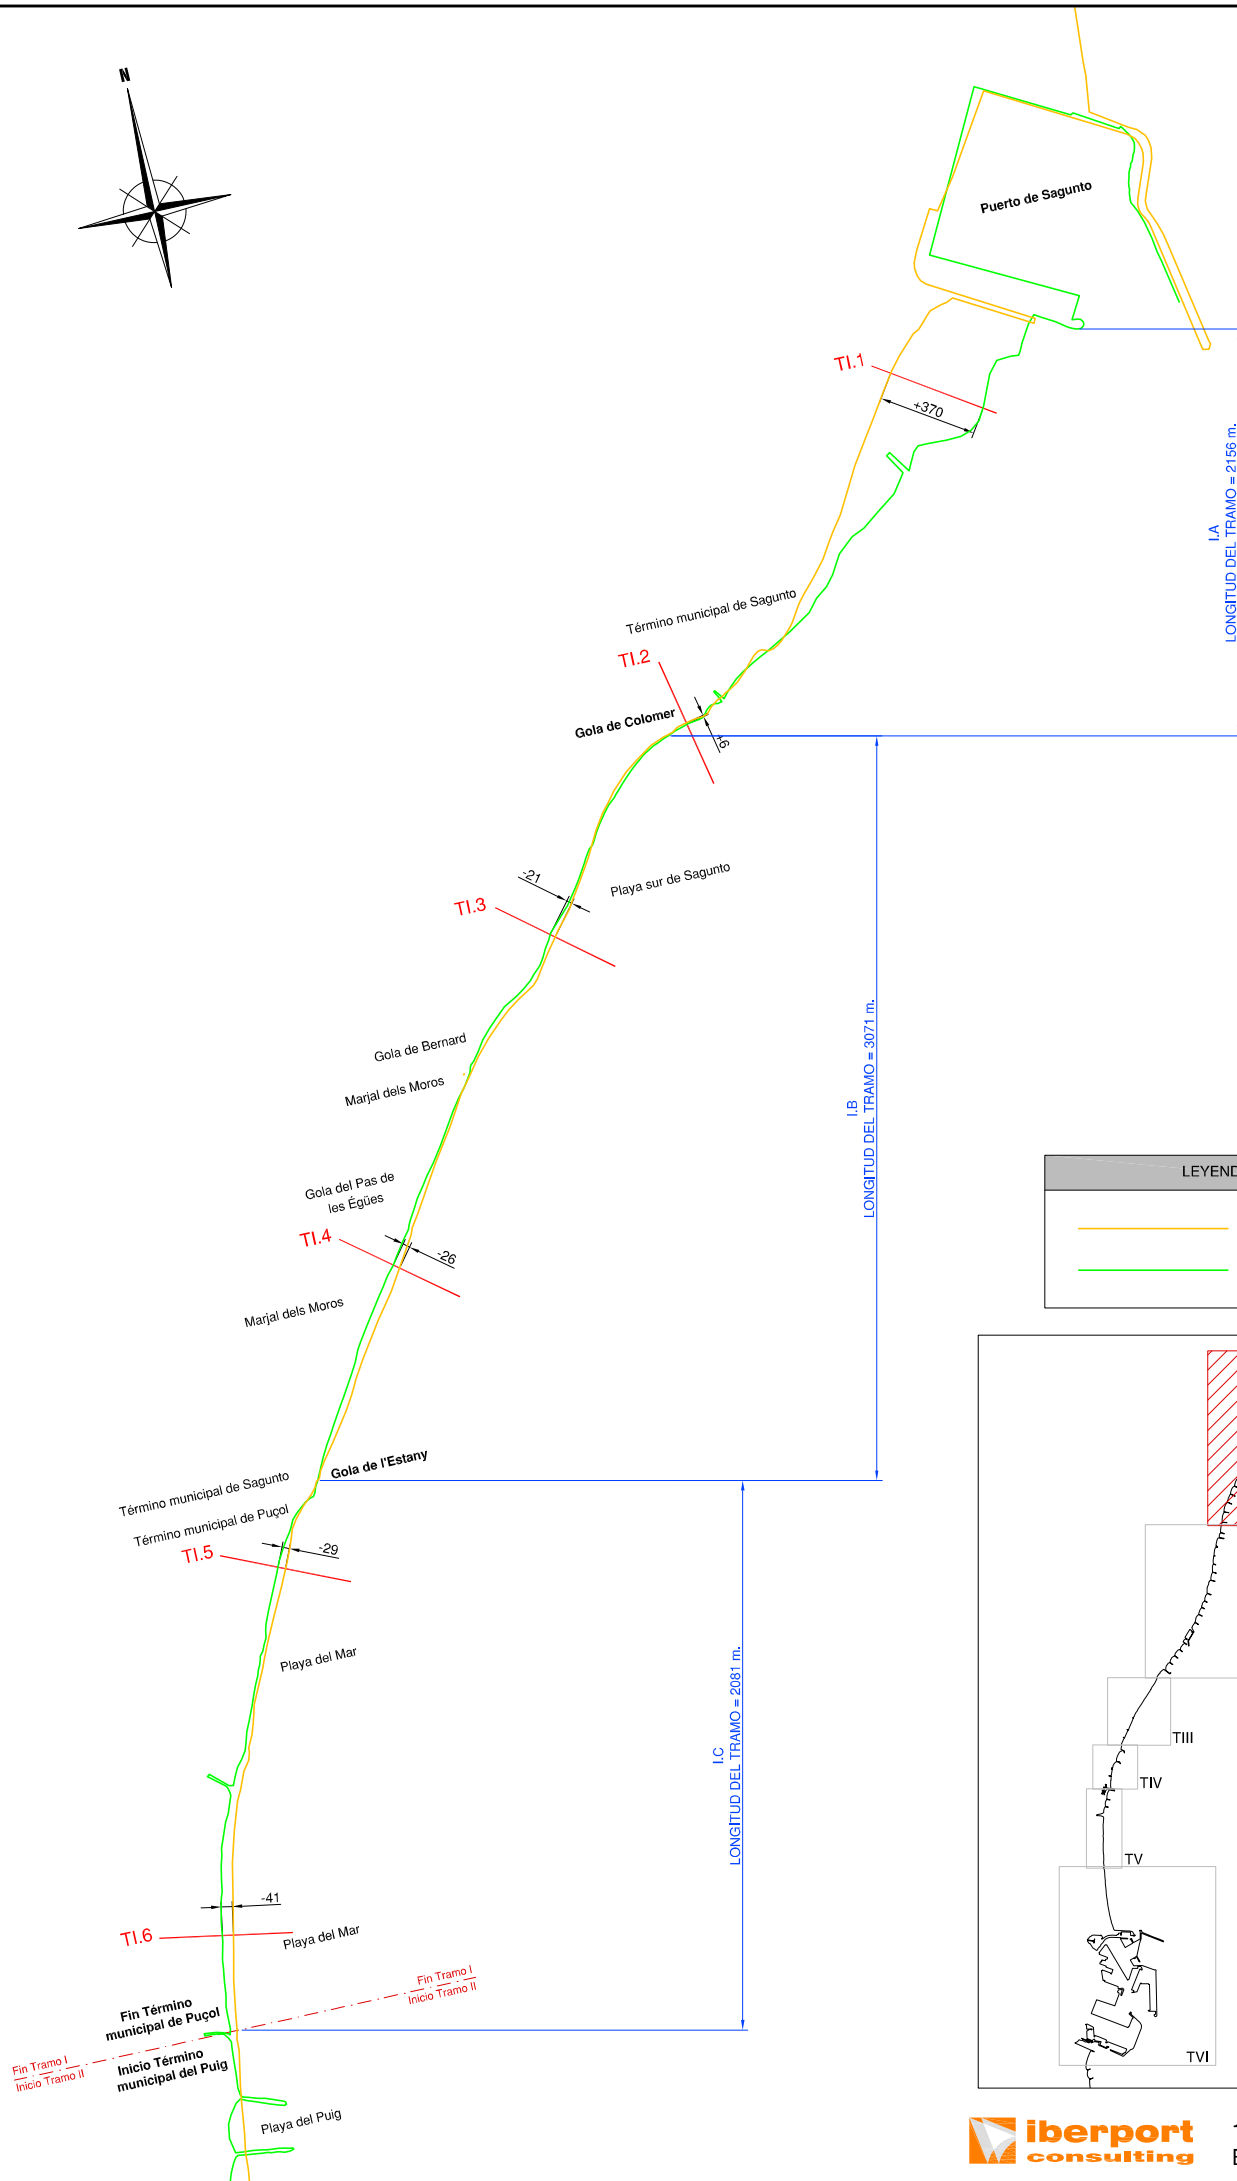 N
Puerto de Sagunto
TI.1
+370
I.A
LONGITUD DEL TRAMO = 2156 m.
Término municipal de Sagunto
TI.2
Gola de Colomer
+6
-21
Playa sur de Sagunto
TI.3
Gola de Bernard
Marjal dels Moros
I.B
LONGITUD DEL TRAMO = 3071 m.
Gola del Pas de
les Égües
TI.4
-26
Marjal dels Moros
LEYEND
Gola de l'Estany
Término municipal de Sagunto
Término municipal de Puçol
TI.5
-29
Playa del Mar
I.C
LONGITUD DEL TRAMO = 2081 m.
TIII
TIV
TV
TVI
-41
TI.6
Playa del Mar
Fin Tramo I
Inicio Tramo II
Fin Término
municipal de Puçol
Fin Tramo I
Inicio Tramo II
Inicio Término
municipal del Puig
Playa del Puig
iberport
consulting